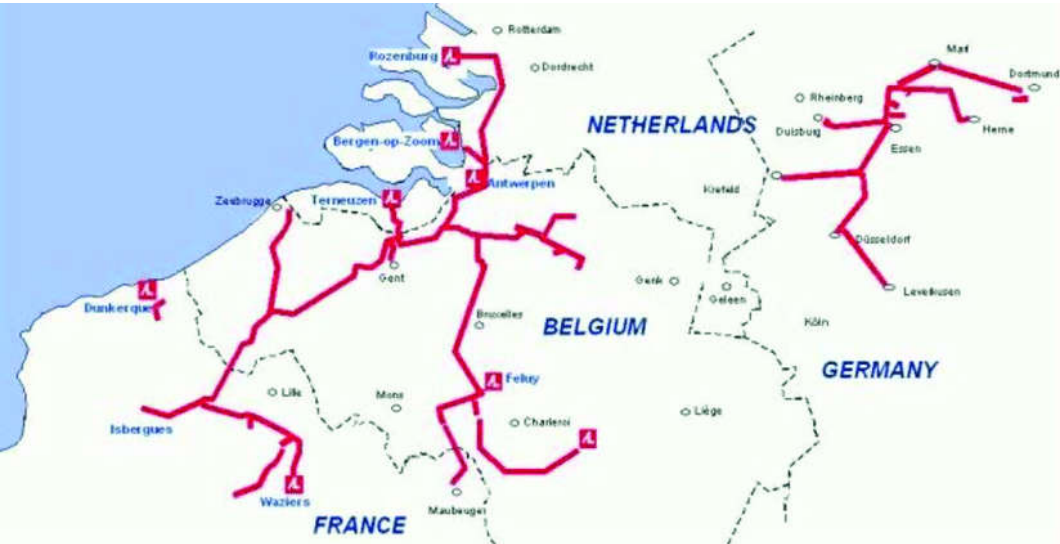 Rotterdam
Rozenburg
Dordrecht
Marl
Dortmund
Rheinberg
Duisburg
Herne
Essen
NETHERLANDS
Bergen-op-Zoom
Antwerpen
Krefeld
Zeebrugge
Terneuzen
Düsseldorf
Gent
Genk
Geleen
Leverkusen
Dunkerque
Bruxelles
BELGIUM
Köln
GERMANY
Feluy
Lille
Mons
Charleroi
Liège
Isbergues
Waziers
Maubeuge
FRANCE